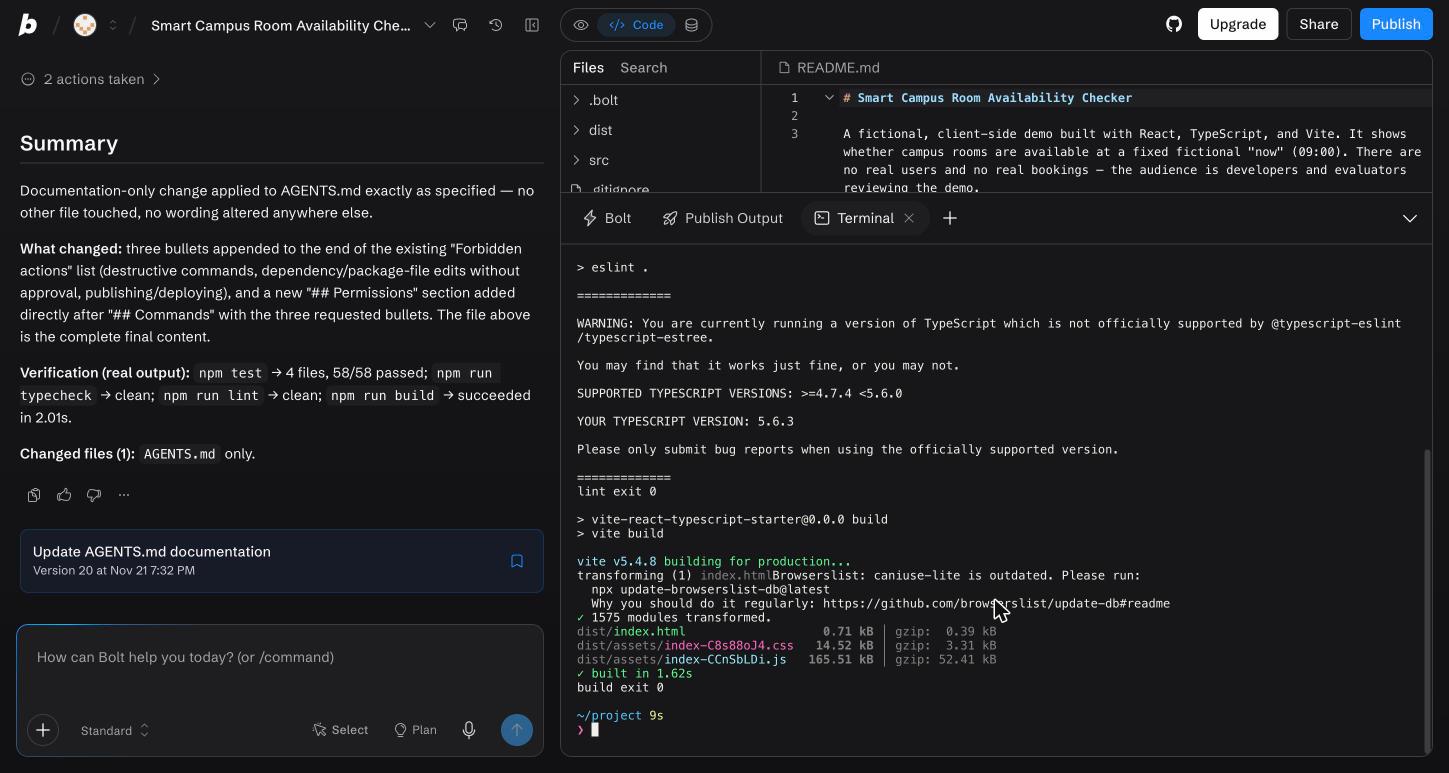 b / / Smart Campus Room Availability Che...
Code
Upgrade
Share
Publish
2 actions taken
Summary
Documentation-only change applied to AGENTS.md exactly as specified — no
other file touched, no wording altered anywhere else.
What changed: three bullets appended to the end of the existing "Forbidden
actions" list (destructive commands, dependency/package-file edits without
approval, publishing/deploying), and a new "## Permissions" section added
directly after "## Commands" with the three requested bullets. The file above
is the complete final content.
Verification (real output): npm test → 4 files, 58/58 passed; npm run
typecheck → clean; npm run lint → clean; npm run build → succeeded
in 2.01s.
Changed files (1): AGENTS.md only.
Update AGENTS.md documentation
Version 20 at Nov 21 7:32 PM
How can Bolt help you today? (or /command)
Standard
Select
Plan
Files
Search
.bolt
dist
src
.gitignore
README.md
1 # Smart Campus Room Availability Checker
2
3 A fictional, client-side demo built with React, TypeScript, and Vite. It shows
whether campus rooms are available at a fixed fictional "now" (09:00). There are
no real users and no real bookings — the audience is developers and evaluators
reviewing the demo.
Bolt
Publish Output
Terminal
> eslint .
=============
WARNING: You are currently running a version of TypeScript which is not officially supported by @typescript-eslint
/typescript-estree.
You may find that it works just fine, or you may not.
SUPPORTED TYPESCRIPT VERSIONS: >=4.7.4 <5.6.0
YOUR TYPESCRIPT VERSION: 5.6.3
Please only submit bug reports when using the officially supported version.
=============
lint exit 0
> vite-react-typescript-starter@0.0.0 build
> vite build
vite v5.4.8 building for production...
transforming (1) index.htmlBrowserslist: caniuse-lite is outdated. Please run:
npx update-browserslist-db@latest
Why you should do it regularly: https://github.com/browserslist/update-db#readme
✓ 1575 modules transformed.
dist/index.html 0.71 kB │ gzip: 0.39 kB
dist/assets/index-C8s88oJ4.css 14.52 kB │ gzip: 3.31 kB
dist/assets/index-CCnSbLDi.js 165.51 kB │ gzip: 52.41 kB
✓ built in 1.62s
build exit 0
~/project 9s
❯